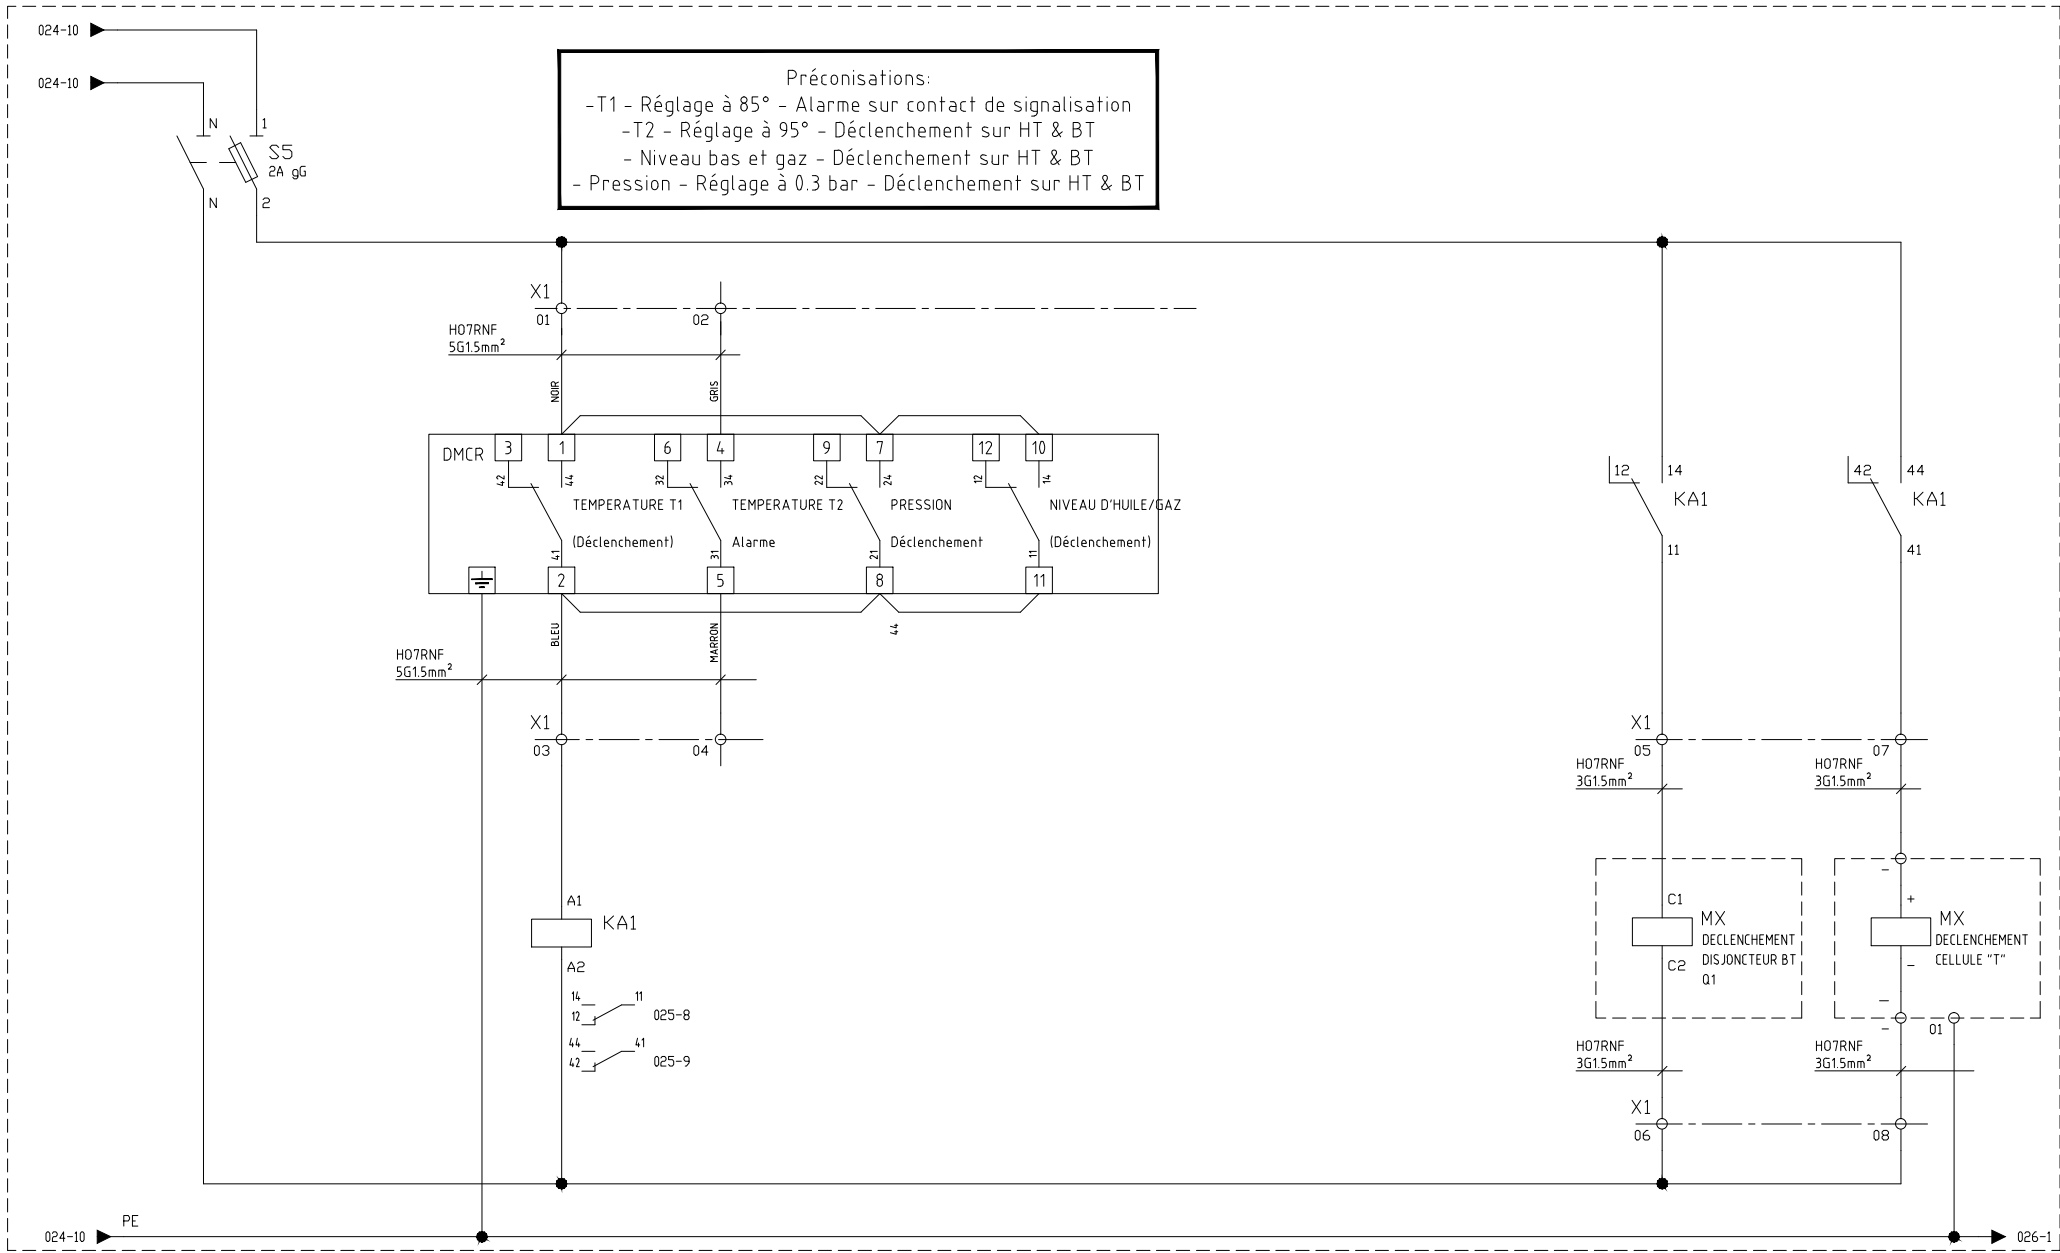 024-10
024-10
Préconisations:
-T1 - Réglage à 85° - Alarme sur contact de signalisation
-T2 - Réglage à 95° - Déclenchement sur HT & BT
- Niveau bas et gaz - Déclenchement sur HT & BT
- Pression - Réglage à 0.3 bar - Déclenchement sur HT & BT
N
1
S5
2A gG
N
2
X1
01
02
H07RNF
5G1.5mm²
NOIR
GRIS
DMCR
3
1
6
4
9
7
12
10
42
44
32
34
22
24
12
14
TEMPERATURE T1
TEMPERATURE T2
PRESSION
NIVEAU D'HUILE/GAZ
(Déclenchement)
Alarme
Déclenchement
(Déclenchement)
41
31
21
11
2
5
8
11
BLEU
MARRON
44
H07RNF
5G1.5mm²
X1
03
04
12
14
KA1
11
42
44
KA1
41
X1
05
07
H07RNF
3G1.5mm²
H07RNF
3G1.5mm²
A1
KA1
A2
14
11
12
025-8
44
41
42
025-9
C1
MX
DECLENCHEMENT
DISJONCTEUR BT
Q1
C2
-
+
MX
DECLENCHEMENT
CELLULE "T"
-
-
-
01
H07RNF
3G1.5mm²
H07RNF
3G1.5mm²
X1
06
08
PE
024-10
026-1